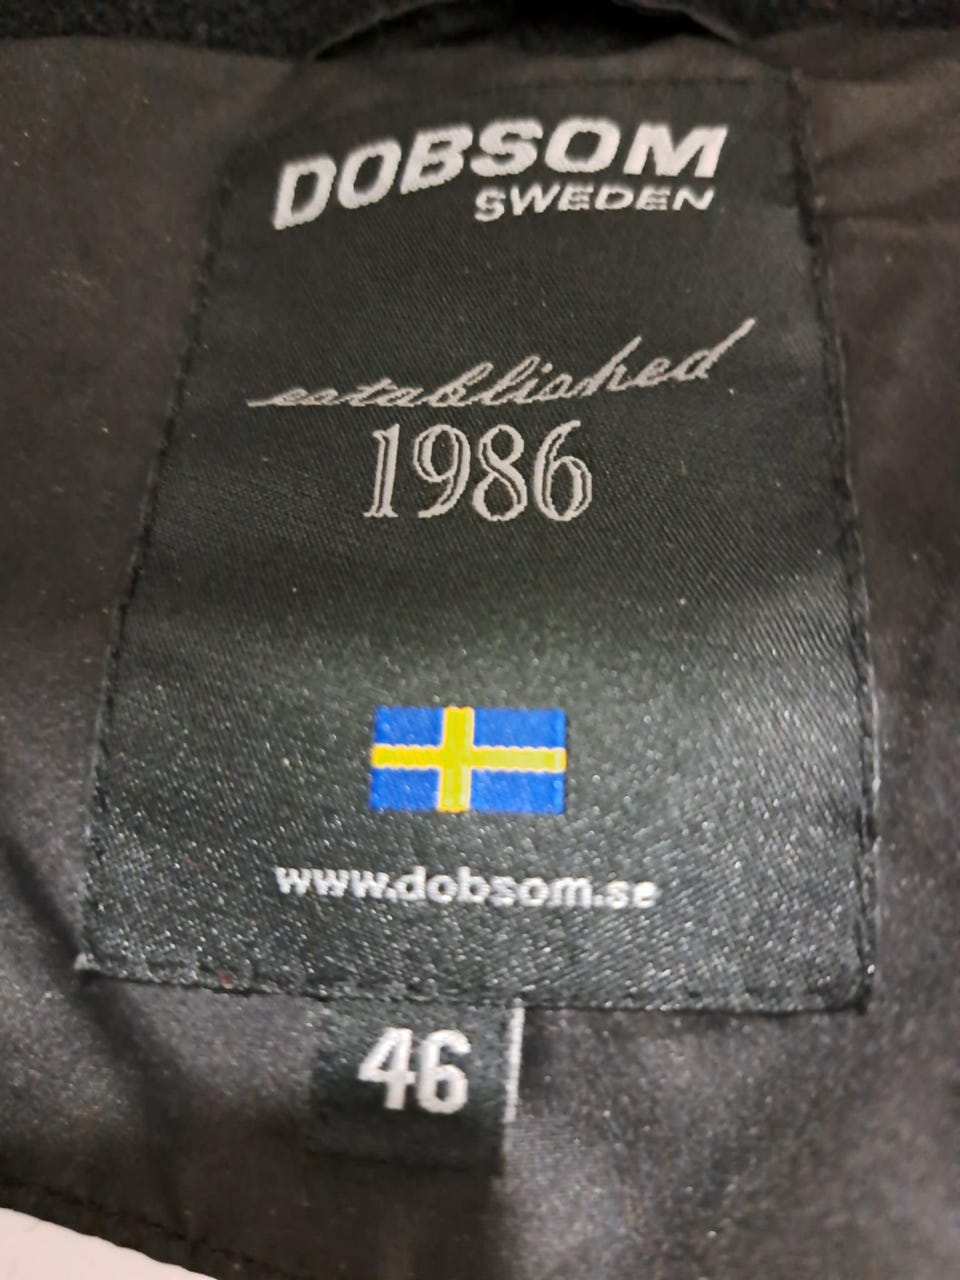 DOBSOM
SWEDEN
established
1986
www.dobsom.se
46